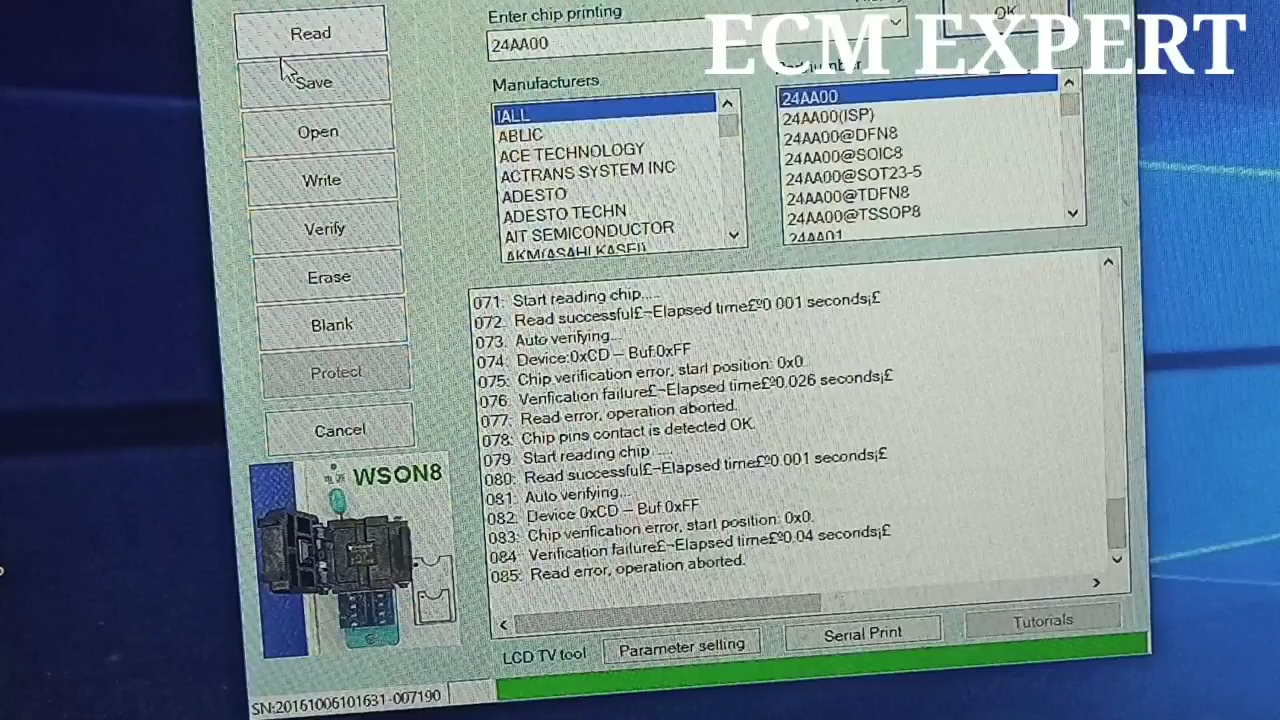 ECM EXPERT
Read
Save
Open
Write
Verify
Erase
Blank
Protect
Cancel
WSON8
Enter chip printing
24AA00
OK
Manufacturers
IALL
ABLIC
ACE TECHNOLOGY
ACTRANS SYSTEM INC
ADESTO
ADESTO TECHN
AIT SEMICONDUCTOR
AKM(ASAHI KASEI)
24AA00
24AA00(ISP)
24AA00@DFN8
24AA00@SOIC8
24AA00@SOT23-5
24AA00@TDFN8
24AA00@TSSOP8
24AA01
071: Start reading chip....
072: Read successful£¬Elapsed time£º0.001 seconds¡£
073: Auto verifying...
074: Device:0xCD -- Buf:0xFF
075: Chip verification error, start position: 0x0
076: Verification failure£¬Elapsed time£º0.026 seconds¡£
077: Read error, operation aborted.
078: Chip pins contact is detected OK.
079: Start reading chip ....
080: Read successful£¬Elapsed time£º0.001 seconds¡£
081: Auto verifying...
082: Device:0xCD -- Buf:0xFF
083: Chip verification error, start position: 0x0
084: Verification failure£¬Elapsed time£º0.04 seconds¡£
085: Read error, operation aborted.
LCD TV tool
Parameter selling
Serial Print
Tutorials
SN:20161006101631-007190